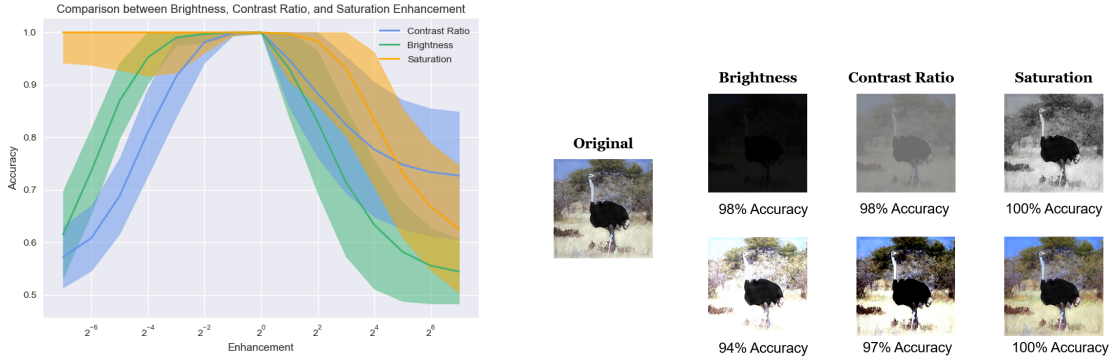 Comparison between Brightness, Contrast Ratio, and Saturation Enhancement
Contrast Ratio
Brightness
Saturation
Accuracy
1.0
0.9
0.8
0.7
0.6
0.5
2^-6
2^-4
2^-2
2^0
2^2
2^4
2^6
Enhancement
Original
Brightness
Contrast Ratio
Saturation
98% Accuracy
98% Accuracy
100% Accuracy
94% Accuracy
97% Accuracy
100% Accuracy